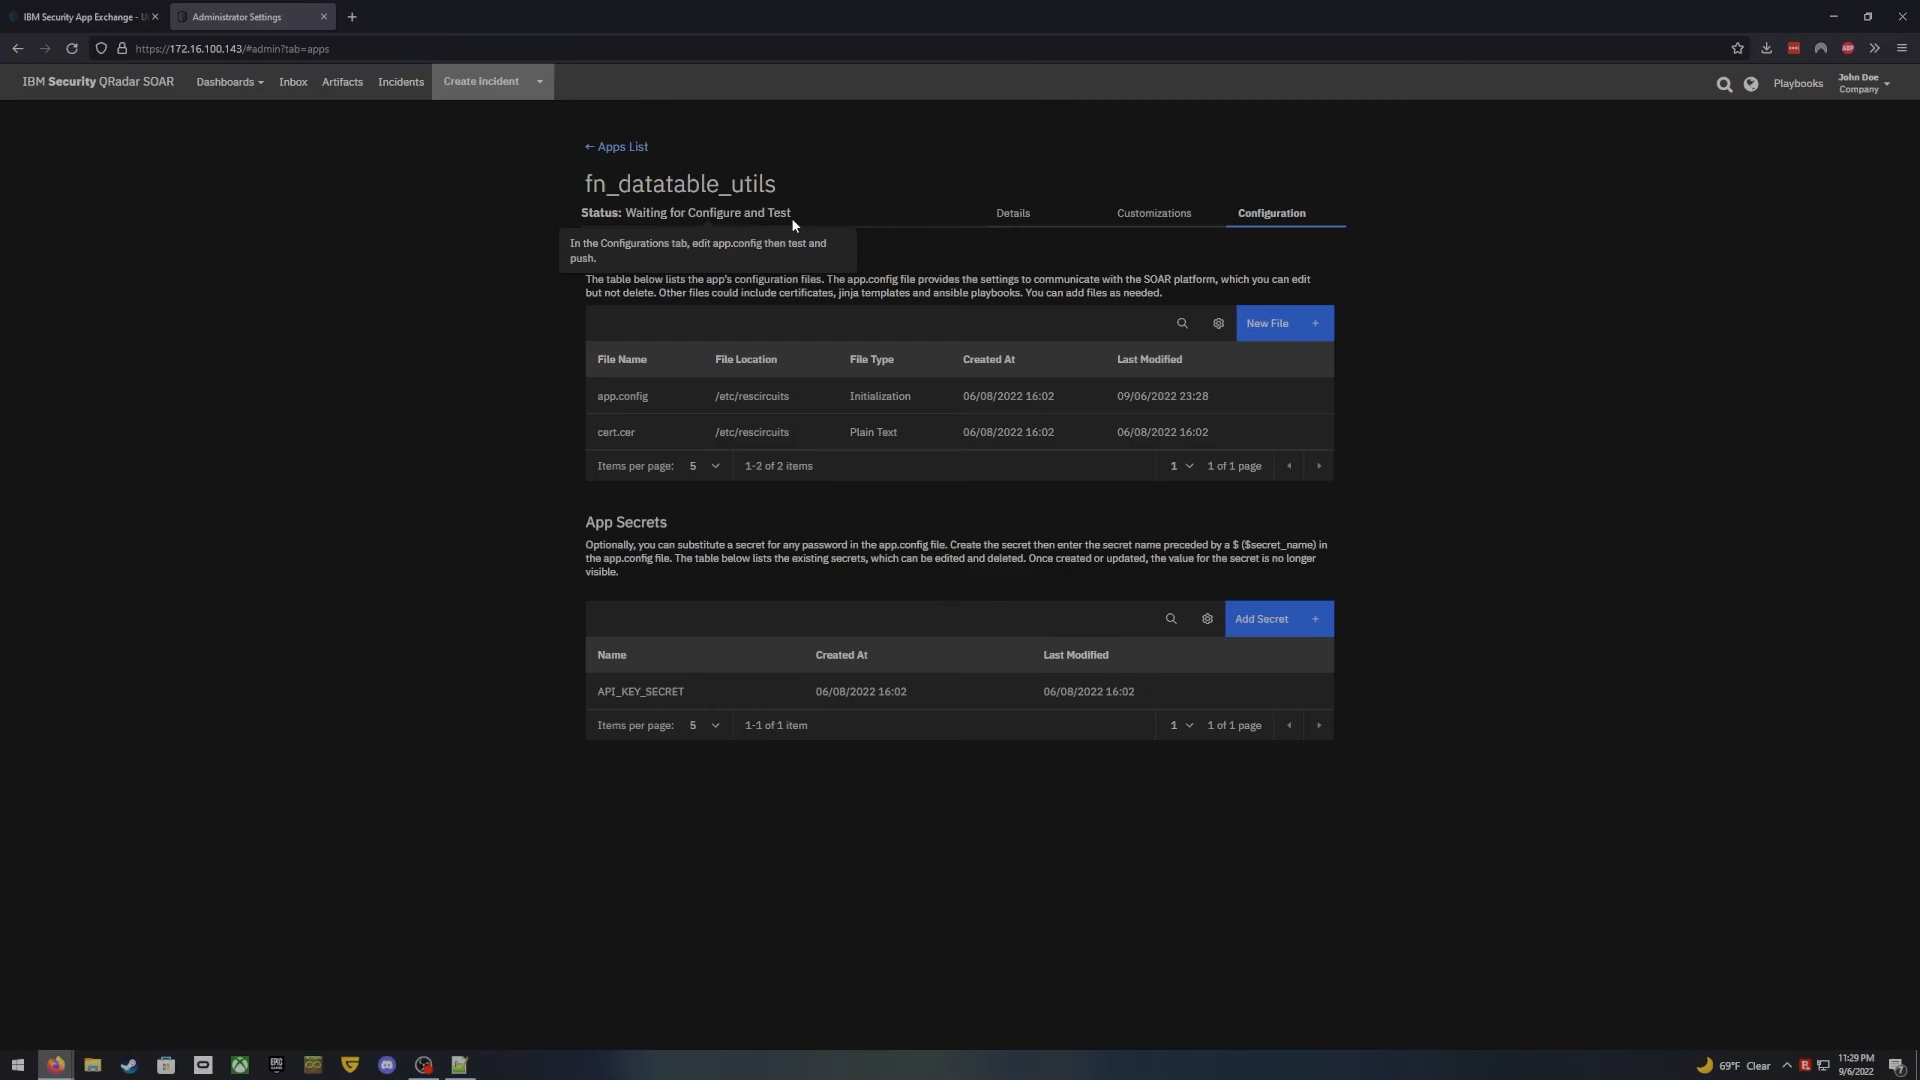 IBM Security App Exchange - U
Administrator Settings
https://172.16.100.143/#admin?tab=apps
IBM Security QRadar SOAR
Dashboards
Inbox
Artifacts
Incidents
Create Incident
Playbooks
John Doe
Company
← Apps List
fn_datatable_utils
Status: Waiting for Configure and Test
Details
Customizations
Configuration
In the Configurations tab, edit app.config then test and
push.
The table below lists the app's configuration files. The app.config file provides the settings to communicate with the SOAR platform, which you can edit
but not delete. Other files could include certificates, jinja templates and ansible playbooks. You can add files as needed.
New File +
File Name File Location File Type Created At Last Modified
app.config /etc/rescircuits Initialization 06/08/2022 16:02 09/06/2022 23:28
cert.cer /etc/rescircuits Plain Text 06/08/2022 16:02 06/08/2022 16:02
Items per page: 5 1-2 of 2 items 1 1 of 1 page
App Secrets
Optionally, you can substitute a secret for any password in the app.config file. Create the secret then enter the secret name preceded by a $ ($secret_name) in
the app.config file. The table below lists the existing secrets, which can be edited and deleted. Once created or updated, the value for the secret is no longer
visible.
Add Secret +
Name Created At Last Modified
API_KEY_SECRET 06/08/2022 16:02 06/08/2022 16:02
Items per page: 5 1-1 of 1 item 1 1 of 1 page
69°F Clear
11:29 PM
9/6/2022